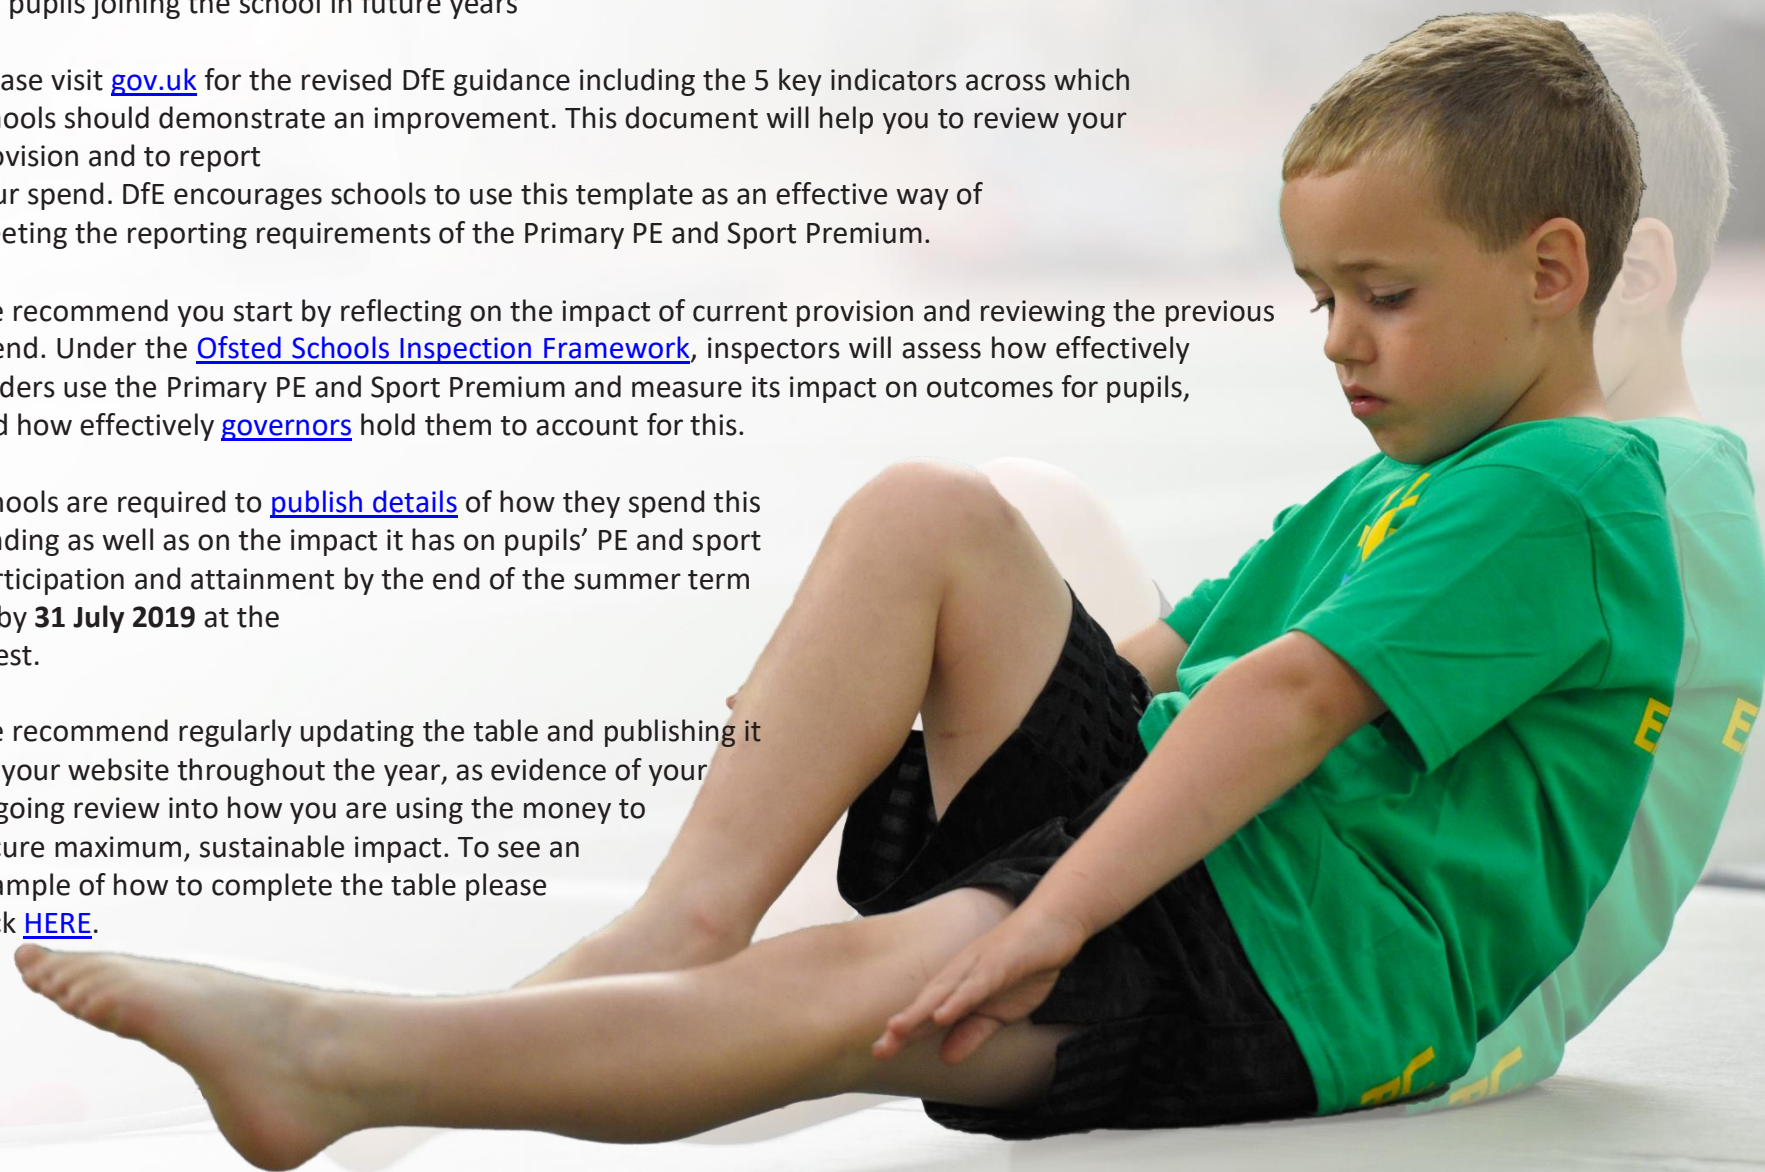 pupils joining the school in future years
ase visit gov.uk for the revised DfE guidance including the 5 key indicators across which
ools should demonstrate an improvement. This document will help you to review your
ovision and to report
ur spend. DfE encourages schools to use this template as an effective way of
eting the reporting requirements of the Primary PE and Sport Premium.
e recommend you start by reflecting on the impact of current provision and reviewing the previous
end. Under the Ofsted Schools Inspection Framework, inspectors will assess how effectively
ders use the Primary PE and Sport Premium and measure its impact on outcomes for pupils,
d how effectively governors hold them to account for this.
hools are required to publish details of how they spend this
nding as well as on the impact it has on pupils’ PE and sport
rticipation and attainment by the end of the summer term
by 31 July 2019 at the
est.
e recommend regularly updating the table and publishing it
your website throughout the year, as evidence of your
going review into how you are using the money to
cure maximum, sustainable impact. To see an
ample of how to complete the table please
ck HERE.